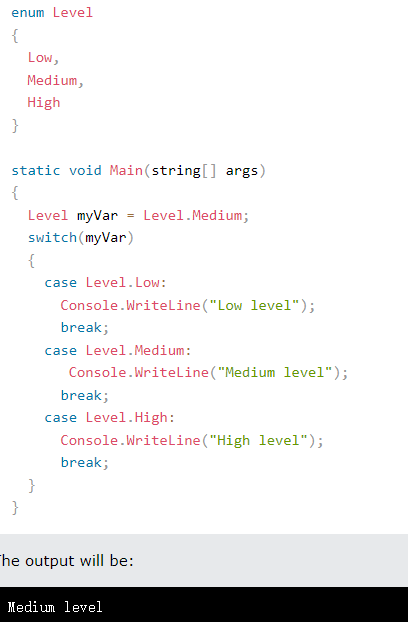 enum Level
{
  Low,
  Medium,
  High
}

static void Main(string[] args)
{
  Level myVar = Level.Medium;
  switch(myVar)
  {
    case Level.Low:
      Console.WriteLine("Low level");
      break;
    case Level.Medium:
       Console.WriteLine("Medium level");
      break;
    case Level.High:
      Console.WriteLine("High level");
      break;
  }
}
The output will be:
Medium level